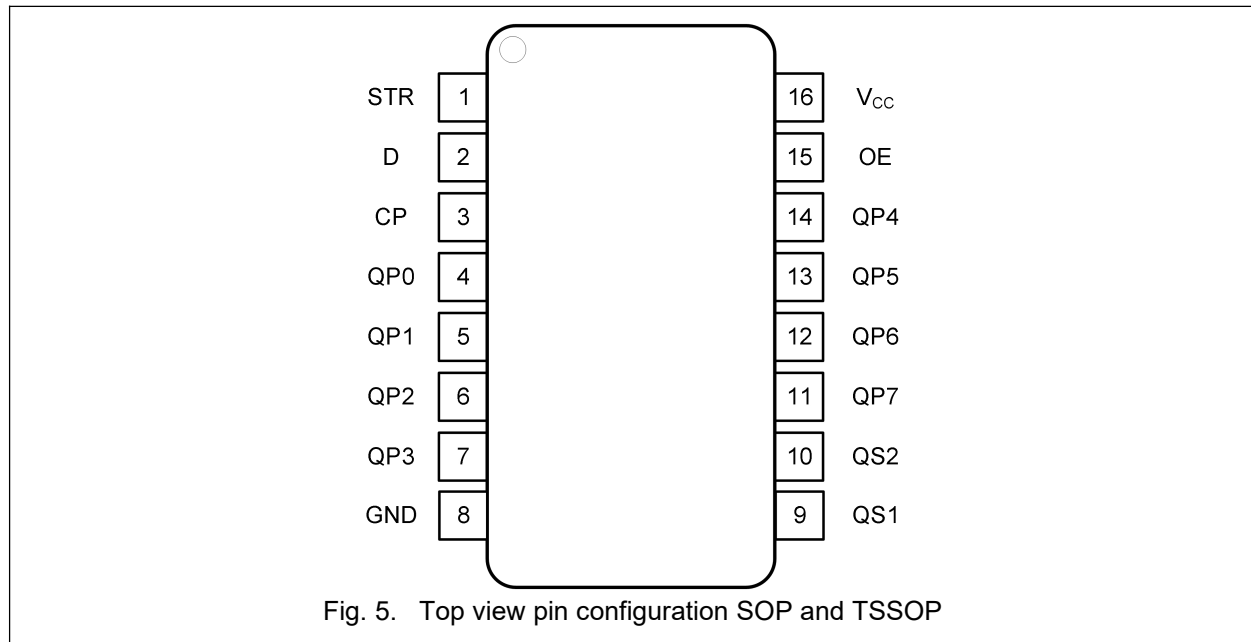 STR 1 16 VCC
D 2 15 OE
CP 3 14 QP4
QP0 4 13 QP5
QP1 5 12 QP6
QP2 6 11 QP7
QP3 7 10 QS2
GND 8 9 QS1
Fig. 5. Top view pin configuration SOP and TSSOP